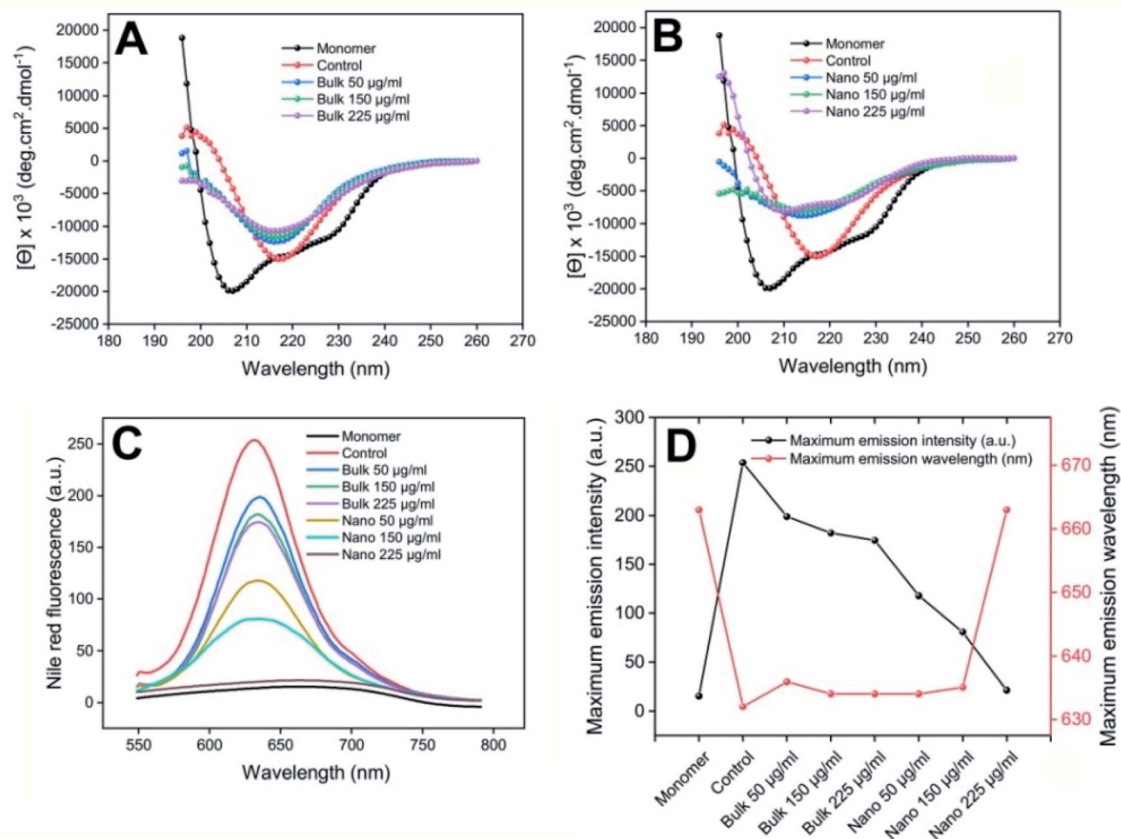 A
[Θ] x 10³ (deg.cm².dmol⁻¹)
20000
15000
10000
5000
0
-5000
-10000
-15000
-20000
-25000
Monomer
Control
Bulk 50 µg/ml
Bulk 150 µg/ml
Bulk 225 µg/ml
180 190 200 210 220 230 240 250 260 270
Wavelength (nm)
B
[Θ] x 10³ (deg.cm².dmol⁻¹)
20000
15000
10000
5000
0
-5000
-10000
-15000
-20000
-25000
Monomer
Control
Nano 50 µg/ml
Nano 150 µg/ml
Nano 225 µg/ml
180 190 200 210 220 230 240 250 260 270
Wavelength (nm)
C
Nile red fluorescence (a.u.)
250
200
150
100
50
0
Monomer
Control
Bulk 50 µg/ml
Bulk 150 µg/ml
Bulk 225 µg/ml
Nano 50 µg/ml
Nano 150 µg/ml
Nano 225 µg/ml
550 600 650 700 750 800
Wavelength (nm)
D
Maximum emission intensity (a.u.)
300
250
200
150
100
50
0
Maximum emission intensity (a.u.)
Maximum emission wavelength (nm)
670
660
650
640
630
Maximum emission wavelength (nm)
Monomer
Control
Bulk 50 µg/ml
Bulk 150 µg/ml
Bulk 225 µg/ml
Nano 50 µg/ml
Nano 150 µg/ml
Nano 225 µg/ml